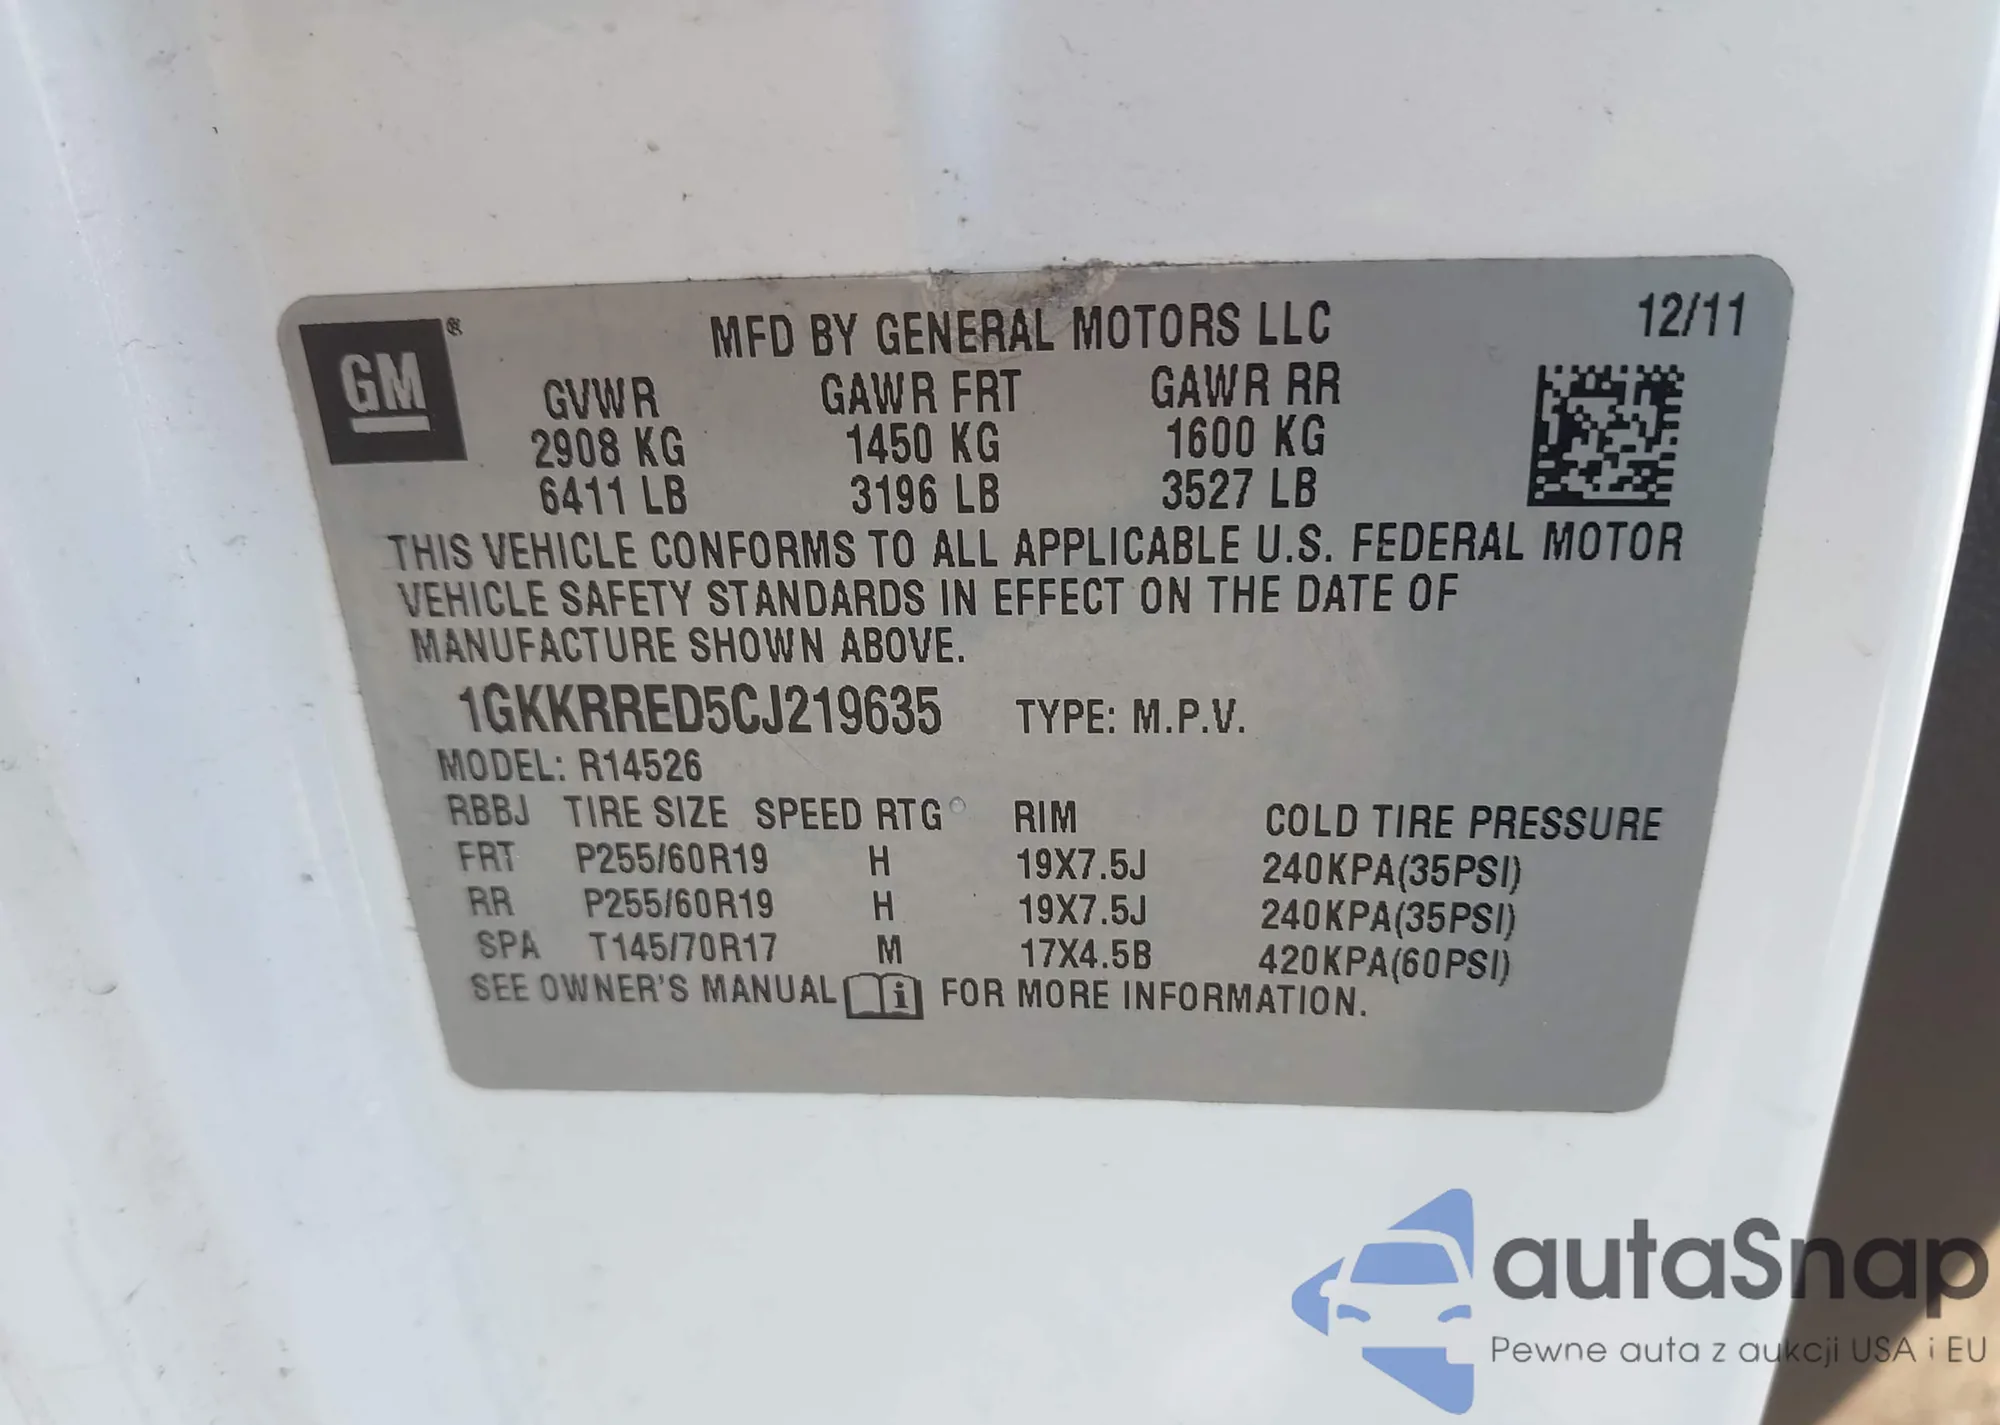 GM ®
MFD BY GENERAL MOTORS LLC 12/11
GVWR GAWR FRT GAWR RR
2908 KG 1450 KG 1600 KG
6411 LB 3196 LB 3527 LB
THIS VEHICLE CONFORMS TO ALL APPLICABLE U.S. FEDERAL MOTOR
VEHICLE SAFETY STANDARDS IN EFFECT ON THE DATE OF
MANUFACTURE SHOWN ABOVE.
1GKKRRED5CJ219635 TYPE: M.P.V.
MODEL: R14526
RBBJ TIRE SIZE SPEED RTG RIM COLD TIRE PRESSURE
FRT P255/60R19 H 19X7.5J 240KPA(35PSI)
RR P255/60R19 H 19X7.5J 240KPA(35PSI)
SPA T145/70R17 M 17X4.5B 420KPA(60PSI)
SEE OWNER'S MANUAL i FOR MORE INFORMATION.
autaSnap
Pewne auta z aukcji USA i EU